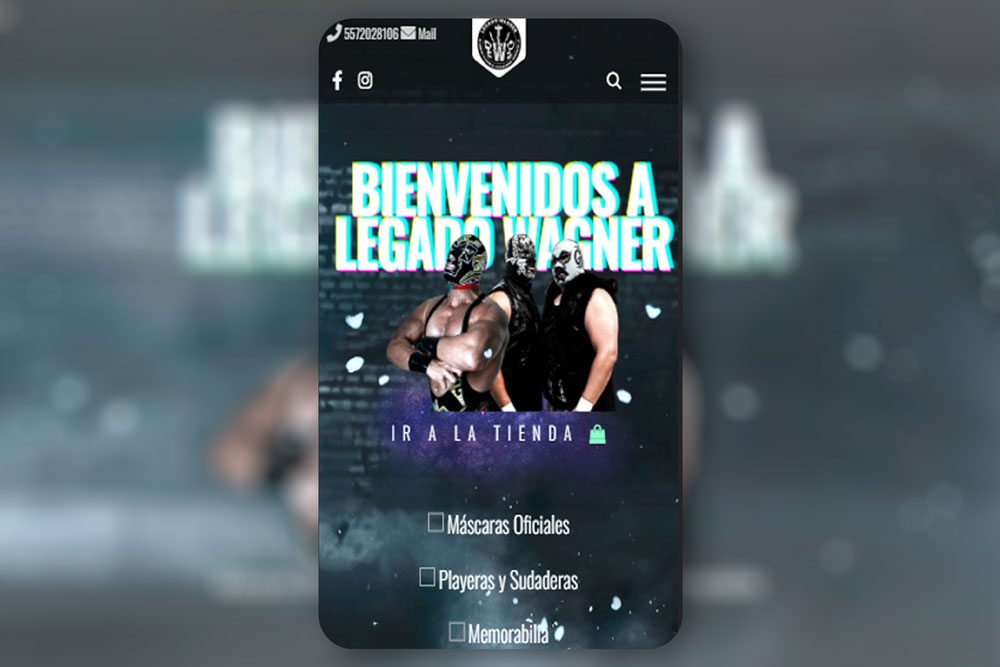 5572028106 Mail
BIENVENIDOS A
LEGADO WAGNER
IR A LA TIENDA
Máscaras Oficiales
Playeras y Sudaderas
Memorabilia